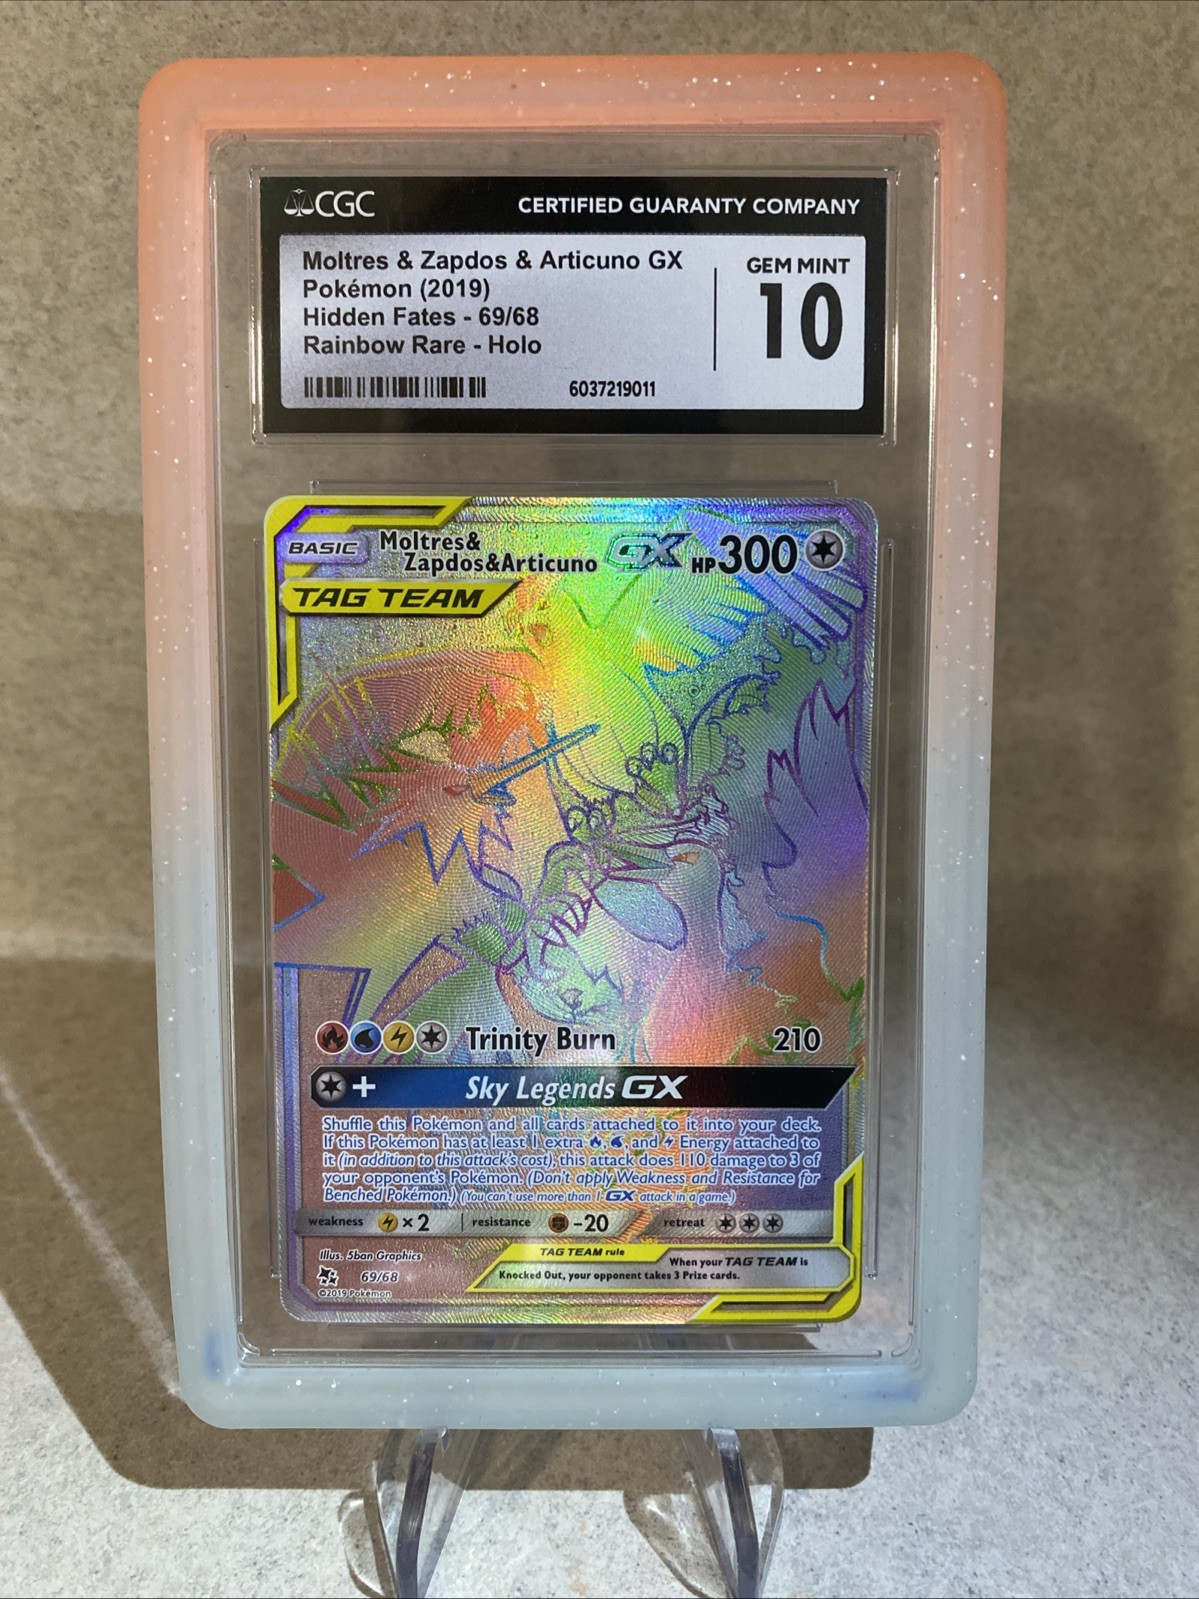 CGC CERTIFIED GUARANTY COMPANY
Moltres & Zapdos & Articuno GX
Pokémon (2019)
Hidden Fates - 69/68
Rainbow Rare - Holo
GEM MINT
10
6037219011
BASIC Moltres&
Zapdos&Articuno GX HP300
TAG TEAM
Trinity Burn 210
+ Sky Legends GX
Shuffle this Pokémon and all cards attached to it into your deck.
If this Pokémon has at least 1 extra , , and Energy attached to
it (in addition to this attack's cost), this attack does 110 damage to 3 of
your opponent's Pokémon. (Don't apply Weakness and Resistance for
Benched Pokémon.) (You can't use more than 1 GX attack in a game.)
weakness ×2 resistance -20 retreat
Illus. 5ban Graphics
69/68
©2019 Pokémon
TAG TEAM rule
When your TAG TEAM is
Knocked Out, your opponent takes 3 Prize cards.